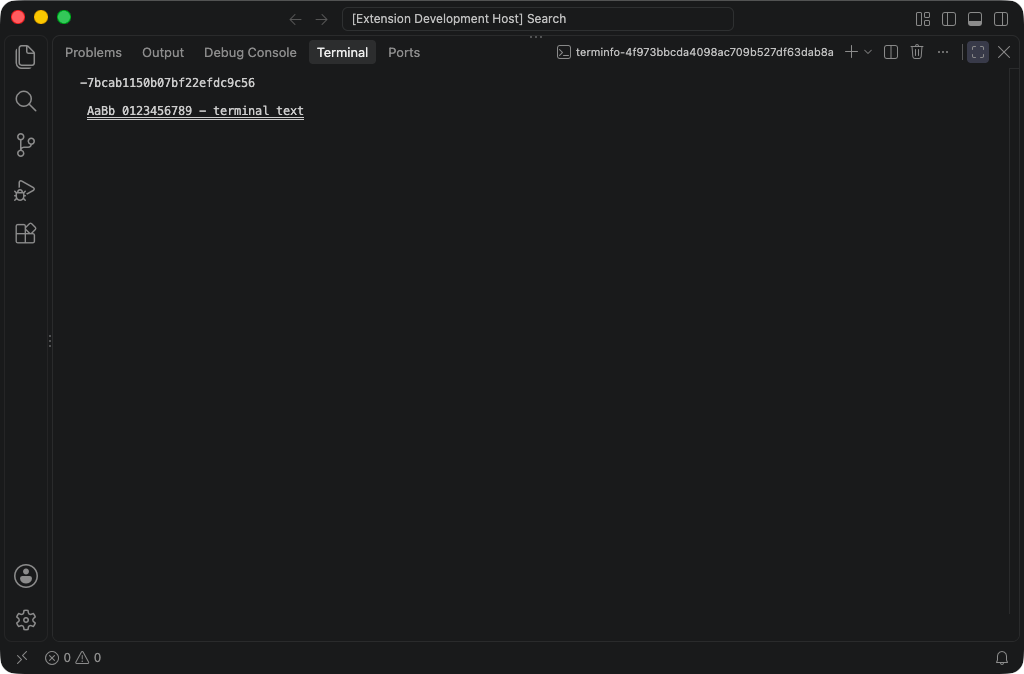 [Extension Development Host] Search
Problems Output Debug Console Terminal Ports terminfo-4f973bbcda4098ac709b527df63dab8a
-7bcab1150b07bf22efdc9c56
AaBb 0123456789 - terminal text
0 0